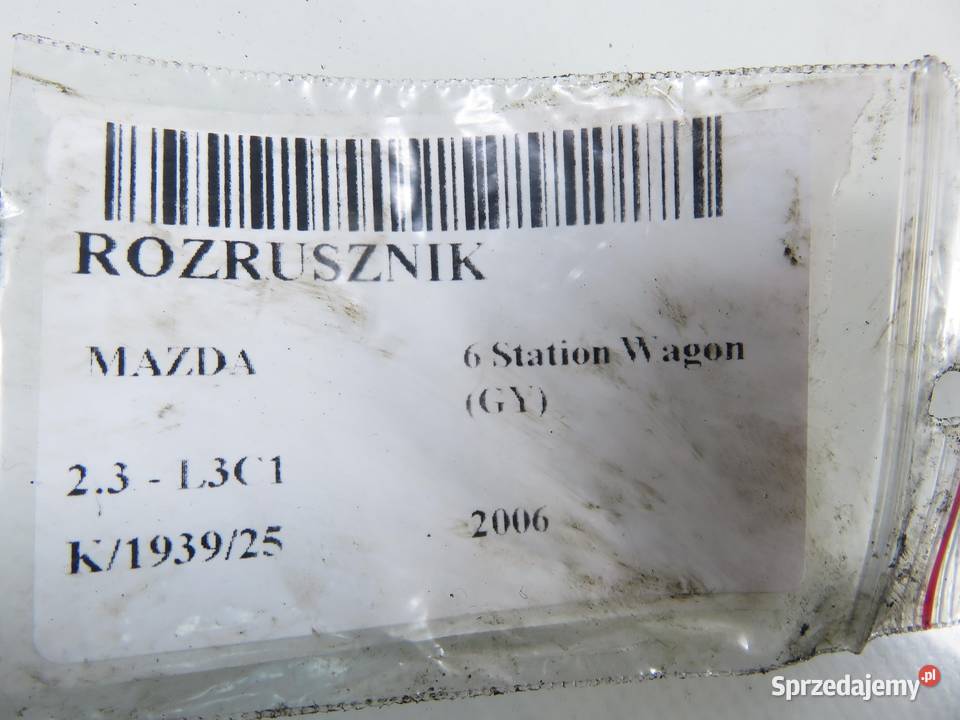 ROZRUSZNIK
MAZDA
6 Station Wagon
(GY)
2.3 - L3C1
K/1939/25
2006
Sprzedajemy.pl